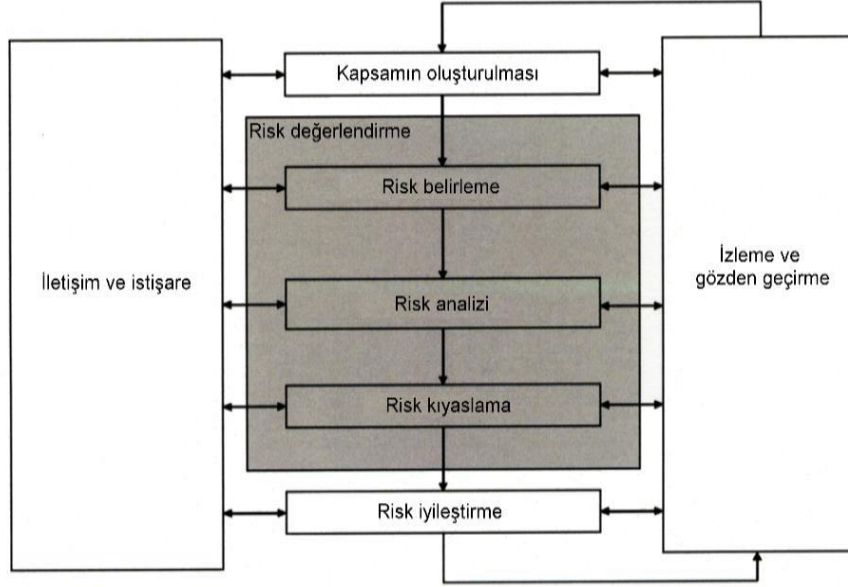 Kapsamın oluşturulması
Risk değerlendirme
Risk belirleme
İletişim ve istişare
İzleme ve
gözden geçirme
Risk analizi
Risk kıyaslama
Risk iyileştirme